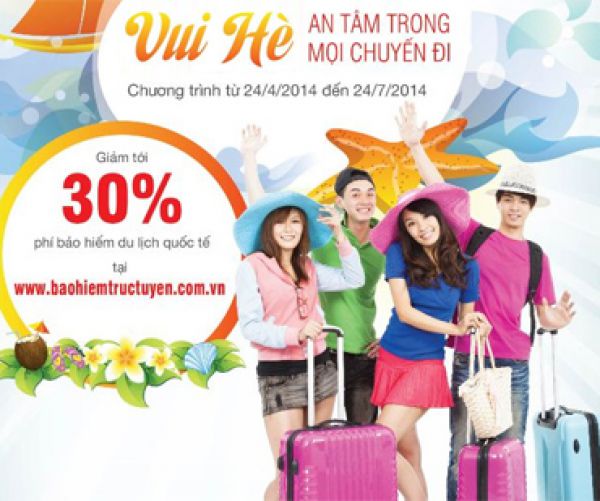 Vui Hè
AN TÂM TRONG
MỌI CHUYẾN ĐI
Chương trình từ 24/4/2014 đến 24/7/2014
Giảm tới
30%
phí bảo hiểm du lịch quốc tế
tại
www.baohiemtructuyen.com.vn